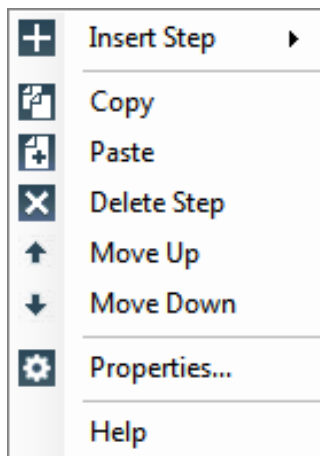 Insert Step
Copy
Paste
Delete Step
Move Up
Move Down
Properties...
Help